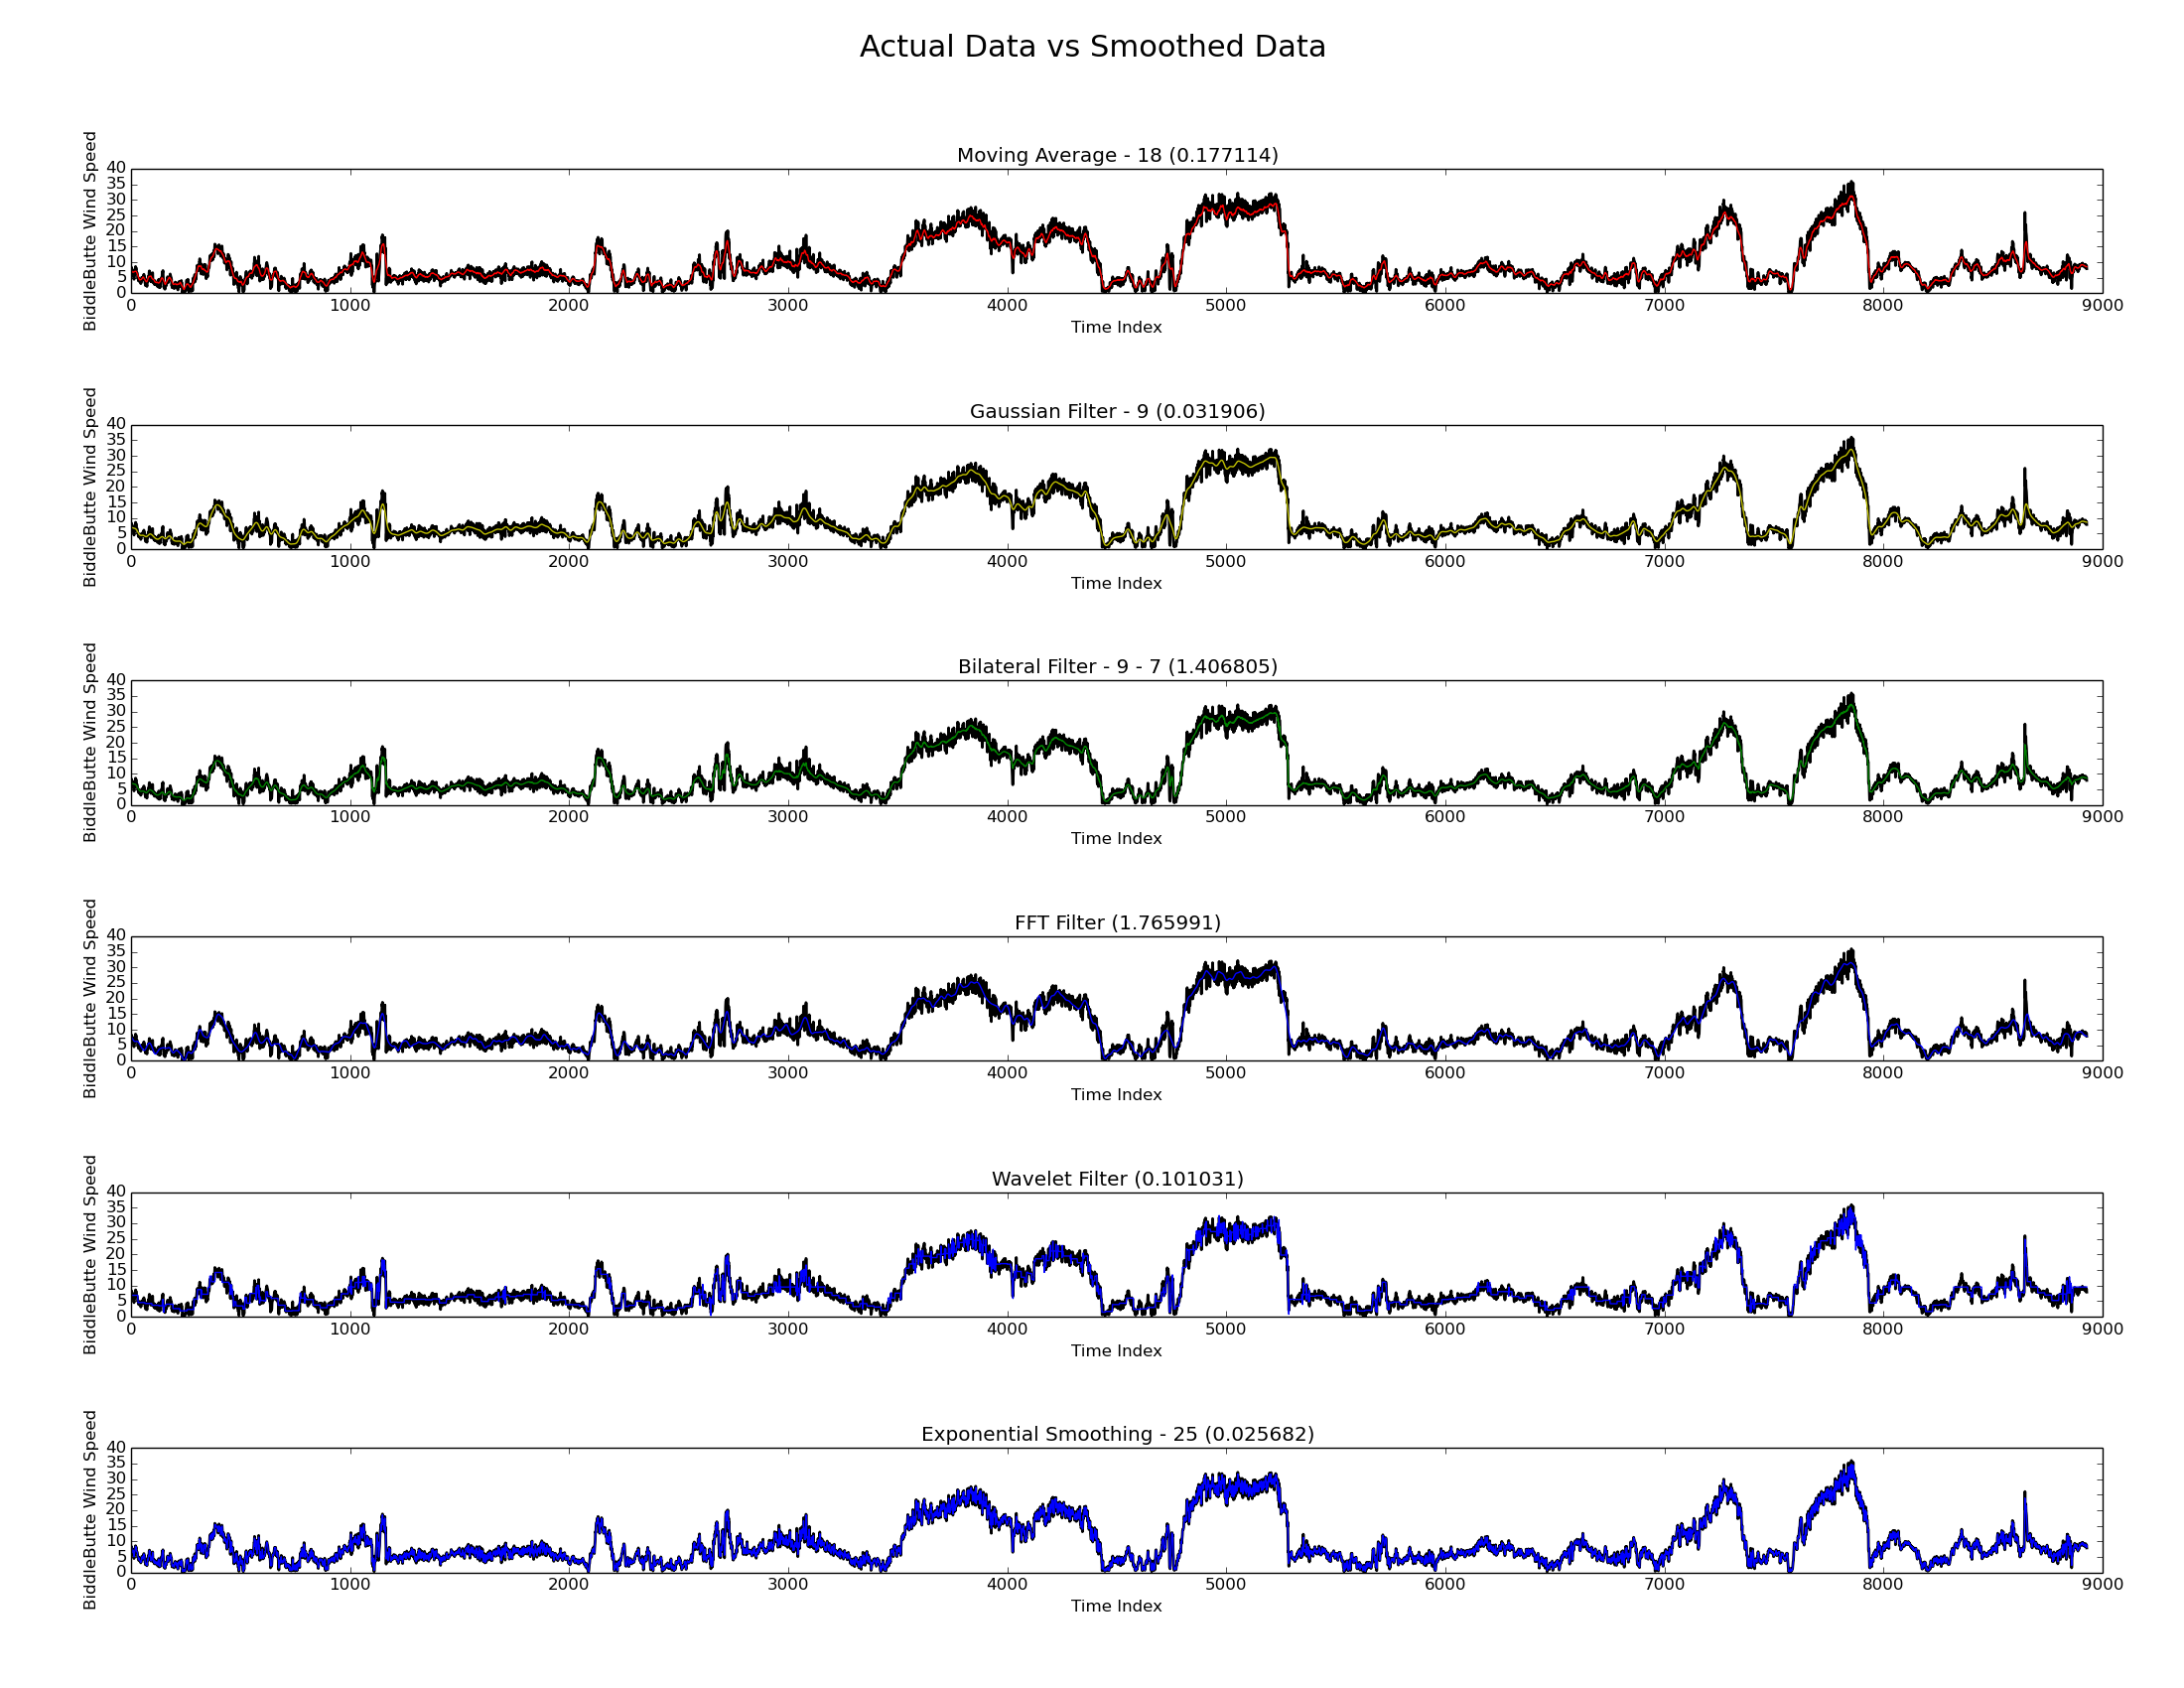 Actual Data vs Smoothed Data
Moving Average - 18 (0.177114)
BiddleButte Wind Speed
40
35
30
25
20
15
10
5
0
0 1000 2000 3000 4000 5000 6000 7000 8000 9000
Time Index
Gaussian Filter - 9 (0.031906)
BiddleButte Wind Speed
40
35
30
25
20
15
10
5
0
0 1000 2000 3000 4000 5000 6000 7000 8000 9000
Time Index
Bilateral Filter - 9 - 7 (1.406805)
BiddleButte Wind Speed
40
35
30
25
20
15
10
5
0
0 1000 2000 3000 4000 5000 6000 7000 8000 9000
Time Index
FFT Filter (1.765991)
BiddleButte Wind Speed
40
35
30
25
20
15
10
5
0
0 1000 2000 3000 4000 5000 6000 7000 8000 9000
Time Index
Wavelet Filter (0.101031)
BiddleButte Wind Speed
40
35
30
25
20
15
10
5
0
0 1000 2000 3000 4000 5000 6000 7000 8000 9000
Time Index
Exponential Smoothing - 25 (0.025682)
BiddleButte Wind Speed
40
35
30
25
20
15
10
5
0
0 1000 2000 3000 4000 5000 6000 7000 8000 9000
Time Index